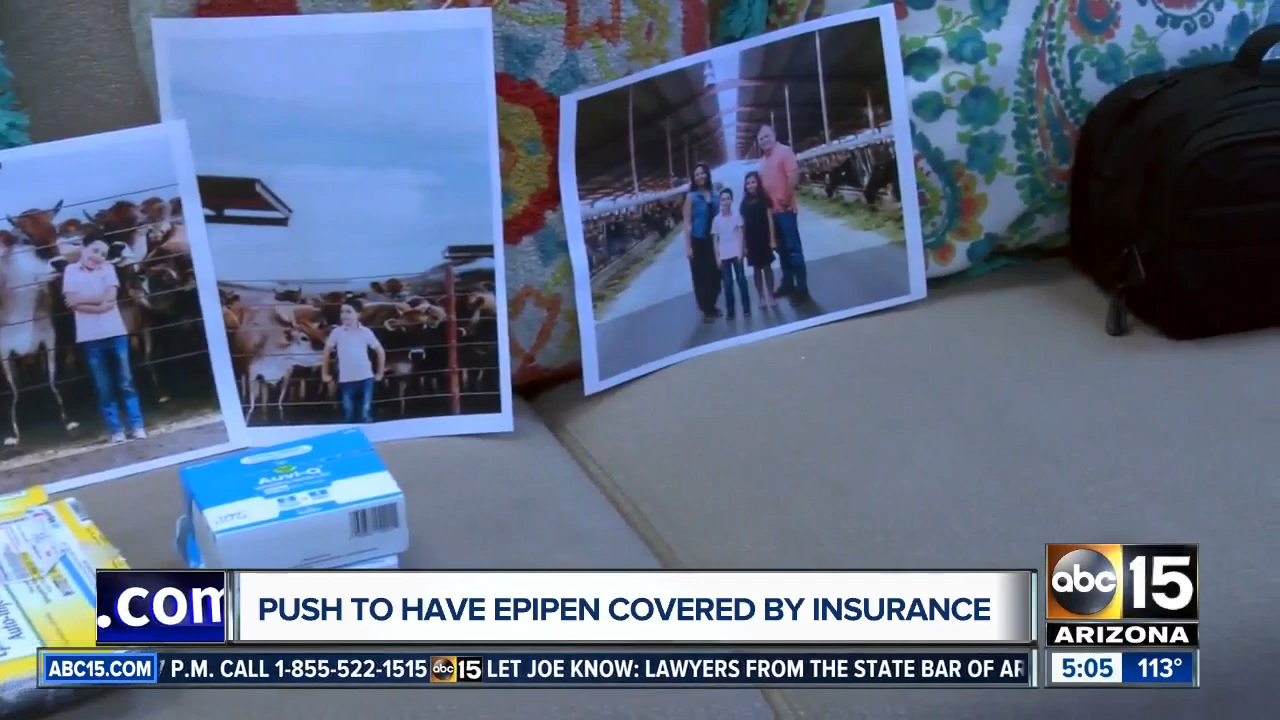 Auvi-Q
.com
PUSH TO HAVE EPIPEN COVERED BY INSURANCE
abc 15
ARIZONA
ABC15.COM
P.M. CALL 1-855-522-1515 abc 15 LET JOE KNOW: LAWYERS FROM THE STATE BAR OF AR
5:05 113°